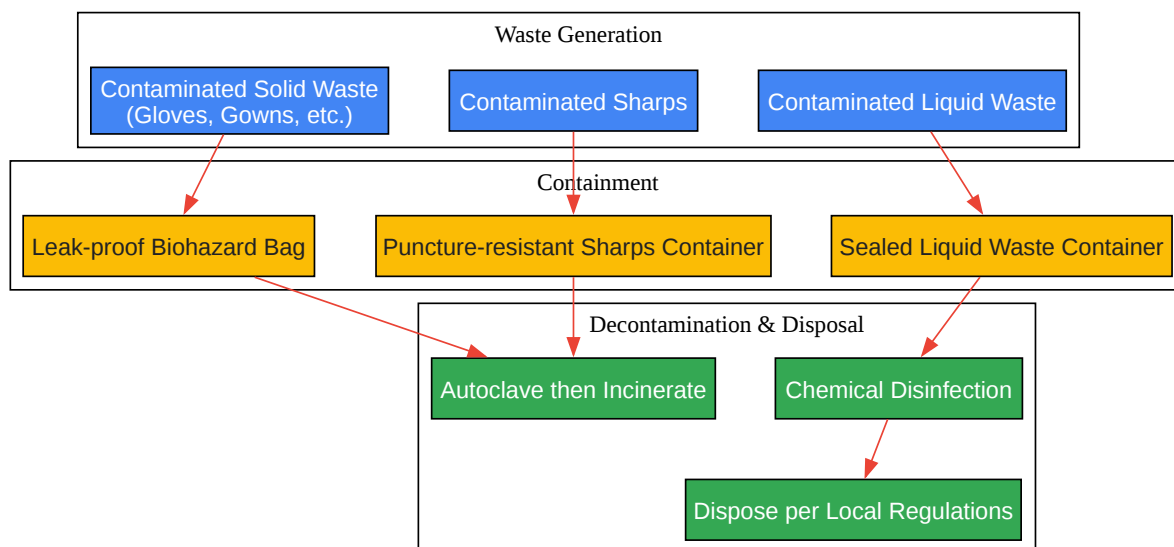 Waste Generation
Contaminated Solid Waste
(Gloves, Gowns, etc.)
Contaminated Sharps
Contaminated Liquid Waste
Containment
Leak-proof Biohazard Bag
Puncture-resistant Sharps Container
Sealed Liquid Waste Container
Decontamination & Disposal
Autoclave then Incinerate
Chemical Disinfection
Dispose per Local Regulations